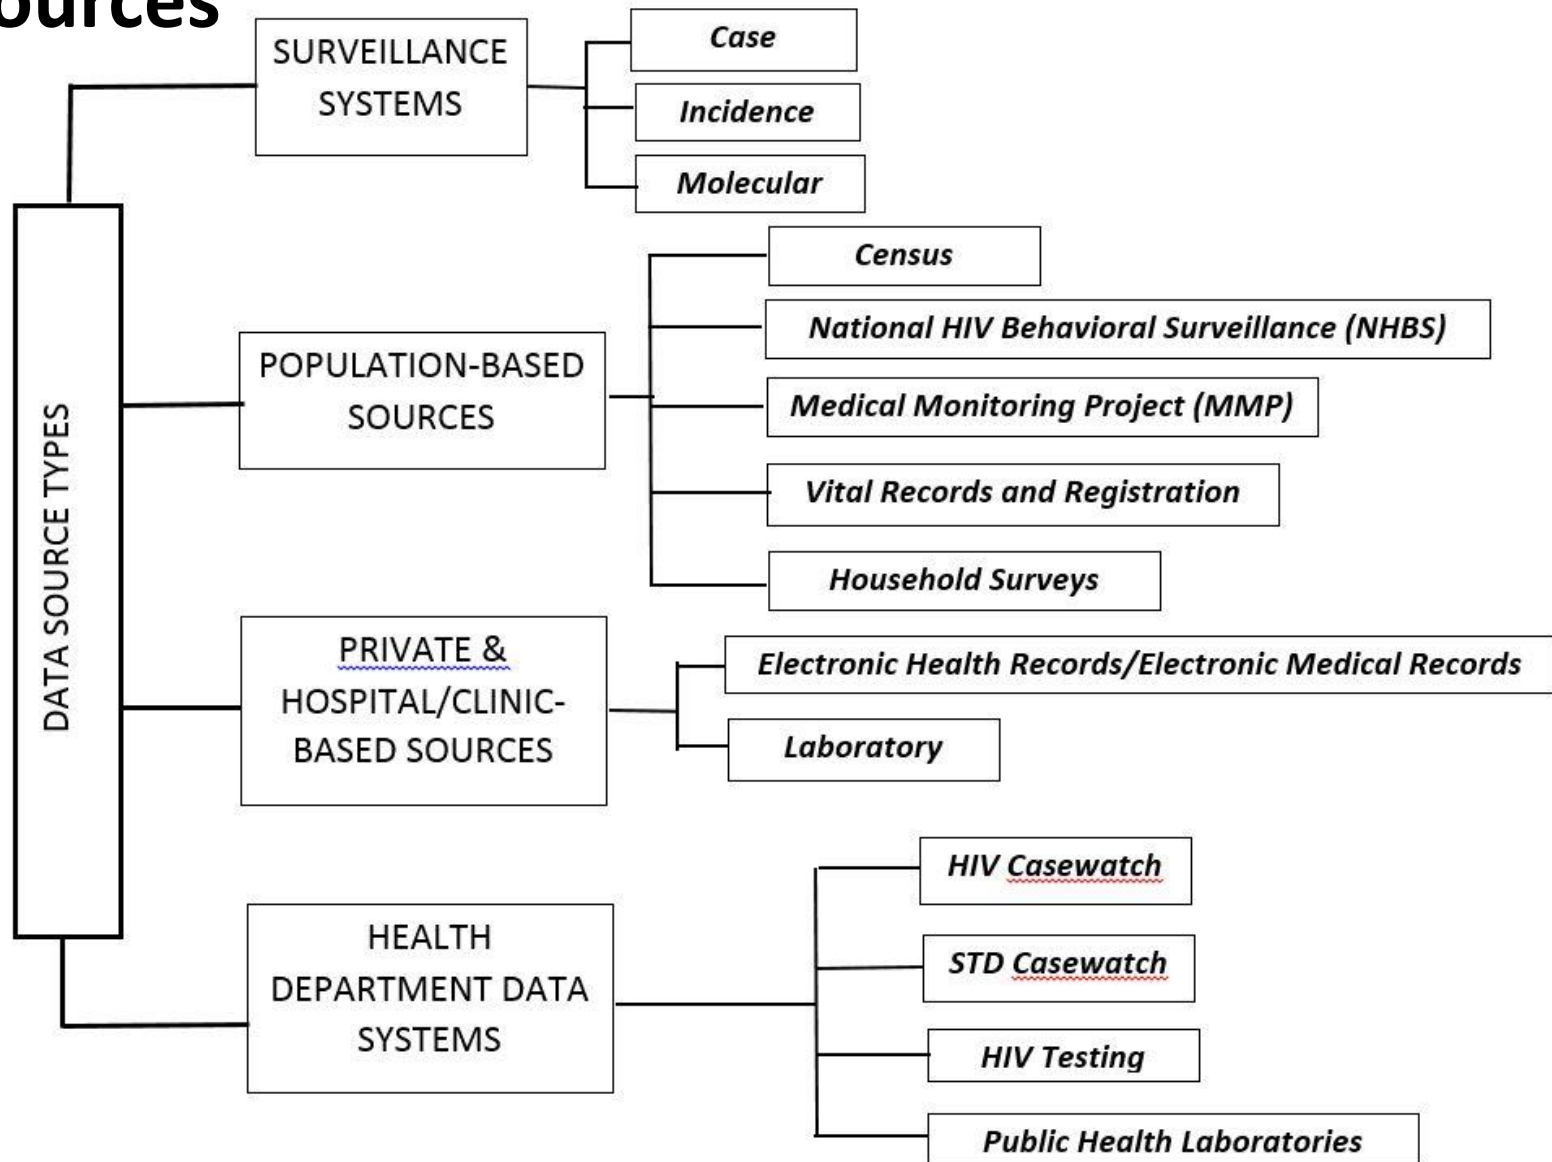 ources
SURVEILLANCE
SYSTEMS
Case
Incidence
Molecular
DATA SOURCE TYPES
POPULATION-BASED
SOURCES
Census
National HIV Behavioral Surveillance (NHBS)
Medical Monitoring Project (MMP)
Vital Records and Registration
Household Surveys
PRIVATE &
HOSPITAL/CLINIC-
BASED SOURCES
Electronic Health Records/Electronic Medical Records
Laboratory
HEALTH
DEPARTMENT DATA
SYSTEMS
HIV Casewatch
STD Casewatch
HIV Testing
Public Health Laboratories